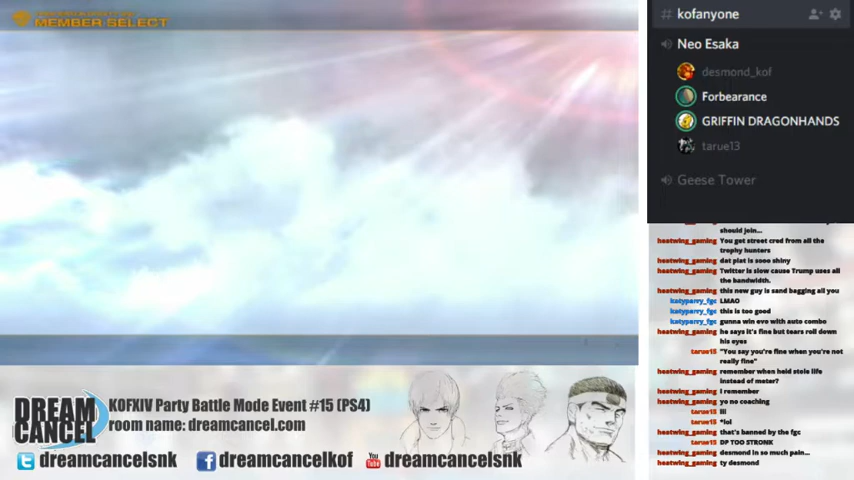 MEMBER SELECT
# kofanyone
Neo Esaka
desmond_kof
Forbearance
GRIFFIN DRAGONHANDS
tarue13
Geese Tower
should join...
heatwing_gaming You get street cred from all the
trophy hunters
heatwing_gaming dat plat is sooo shiny
heatwing_gaming Twitter is slow cause Trump uses all
the bandwidth.
heatwing_gaming this new guy is sand bagging all you
katyparry_fgc LMAO
katyparry_fgc this is too good
katyparry_fgc gunna win evo with auto combo
heatwing_gaming he says it's fine but tears roll down
his eyes
tarue13 "You say you're fine when you're not
really fine"
heatwing_gaming remember when held stole life
instead of meter?
heatwing_gaming I remember
heatwing_gaming yo no coaching
tarue13 lil
tarue13 *lol
heatwing_gaming that's banned by the fgc
tarue13 DP TOO STRONK
heatwing_gaming desmond in so much pain...
heatwing_gaming ty desmond
DREAM
CANCEL
KOFXIV Party Battle Mode Event #15 (PS4)
room name: dreamcancel.com
dreamcancelsnk
dreamcancelkof
You Tube dreamcancelsnk